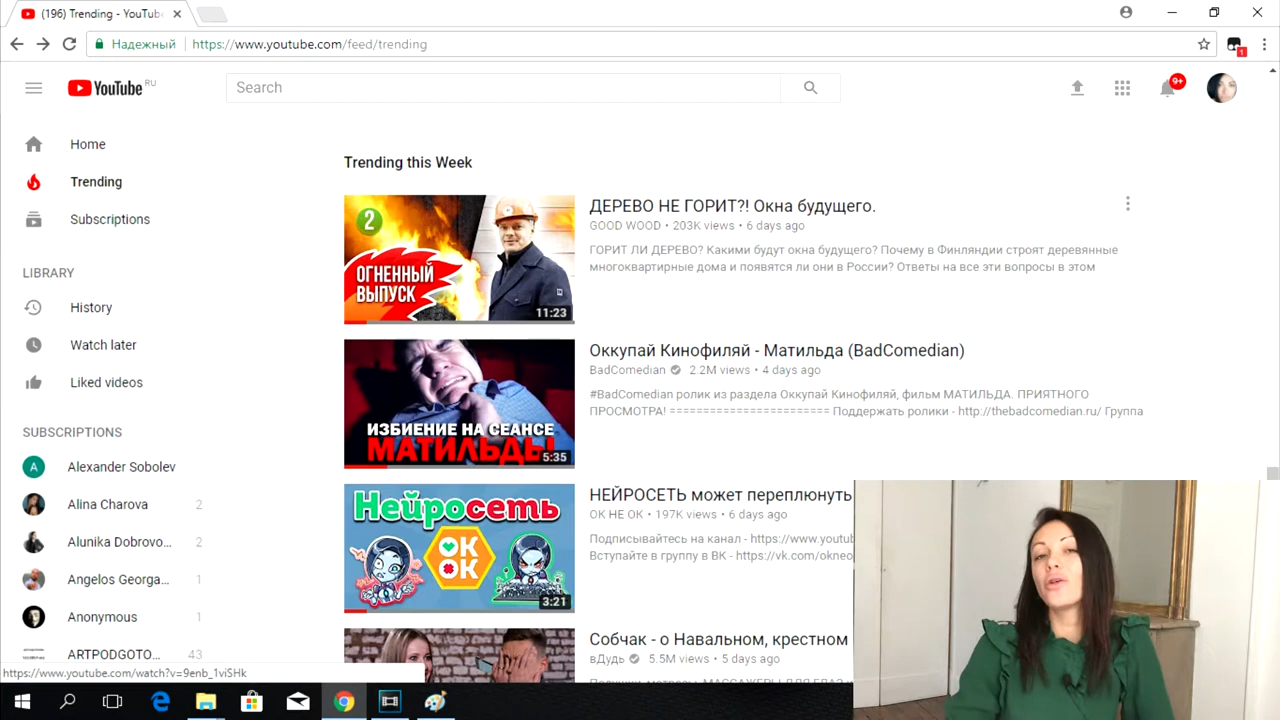 (196) Trending - YouTub
Надежный
https://www.youtube.com/feed/trending
1
YouTube RU
Search
9+
Home
Trending
Subscriptions
LIBRARY
History
Watch later
Liked videos
SUBSCRIPTIONS
A Alexander Sobolev
Alina Charova 2
Alunika Dobrovo... 2
Angelos Georga... 1
Anonymous 1
ARTPODGOTO... 43
https://www.youtube.com/watch?v=9enb_1viSHk
Trending this Week
2
ОГНЕННЫЙ
ВЫПУСК
11:23
ДЕРЕВО НЕ ГОРИТ?! Окна будущего.
GOOD WOOD • 203K views • 6 days ago
ГОРИТ ЛИ ДЕРЕВО? Какими будут окна будущего? Почему в Финляндии строят деревянные
многоквартирные дома и появятся ли они в России? Ответы на все эти вопросы в этом
ИЗБИЕНИЕ НА СЕАНСЕ
МАТИЛЬДЫ
5:35
Оккупай Кинофиляй - Матильда (BadComedian)
BadComedian 2.2M views • 4 days ago
#BadComedian ролик из раздела Оккупай Кинофиляй, фильм МАТИЛЬДА. ПРИЯТНОГО
ПРОСМОТРА! ======================= Поддержать ролики - http://thebadcomedian.ru/ Группа
Нейросеть
OK
OK
3:21
НЕЙРОСЕТЬ может переплюнуть
ОК НЕ ОК • 197K views • 6 days ago
Подписывайтесь на канал - https://www.youtub
Вступайте в группу в ВК - https://vk.com/okneo
Собчак - о Навальном, крестном
вДудь 5.5M views • 5 days ago